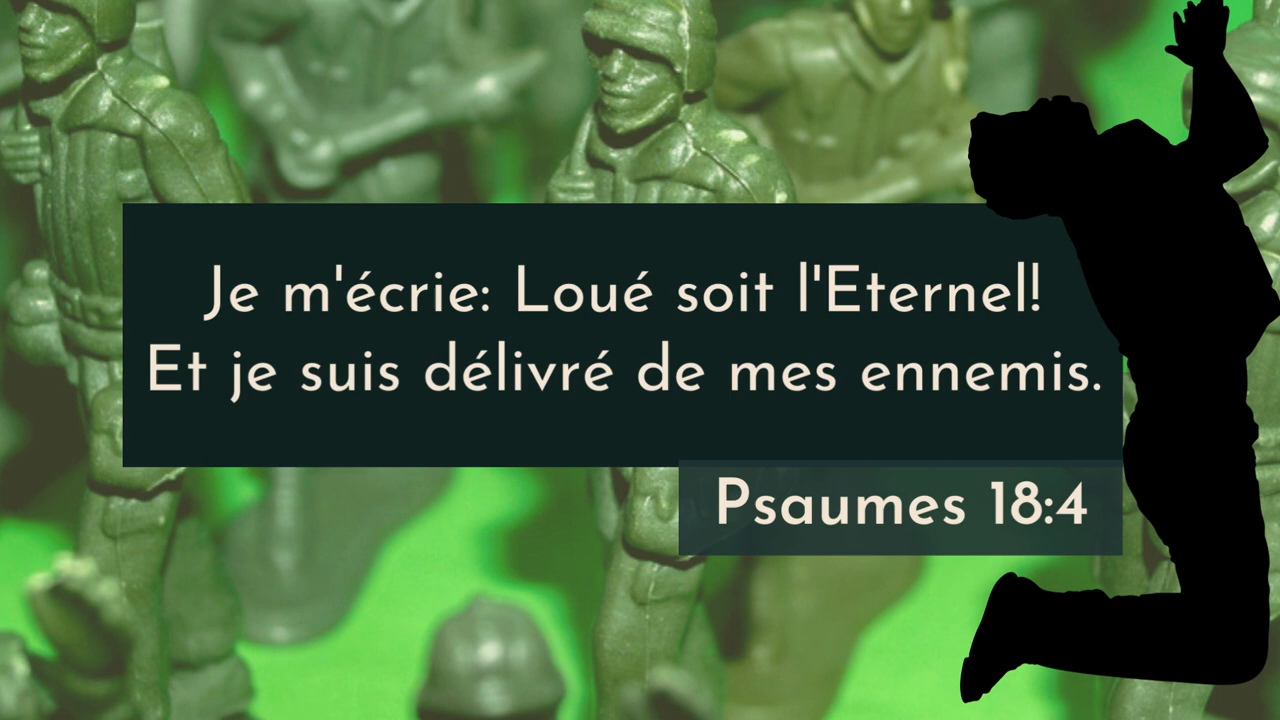 Je m'écrie: Loué soit l'Eternel!
Et je suis délivré de mes ennemis.
Psaumes 18:4